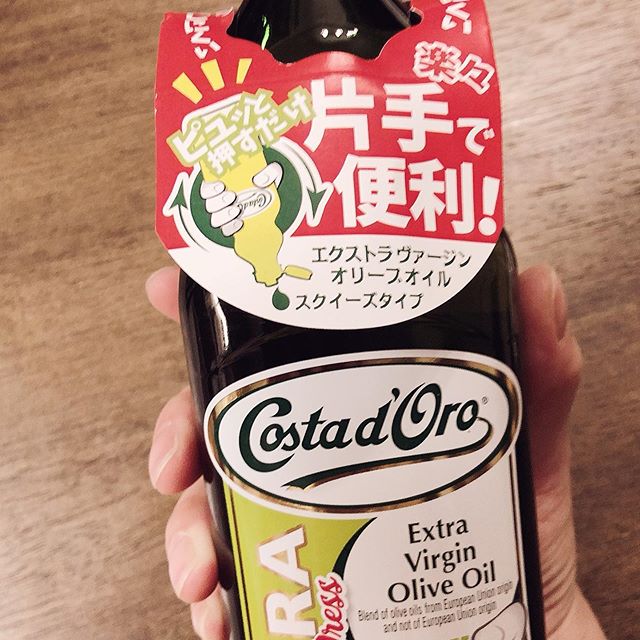 楽々
片手で
便利!
ピュッと
押すだけ
Costa d'Oro
エクストラヴァージン
オリーブオイル
スクイーズタイプ
Costa d'Oro®
Extra
Virgin
Olive Oil
Blend of olive oils from European Union origin
and not of European Union origin